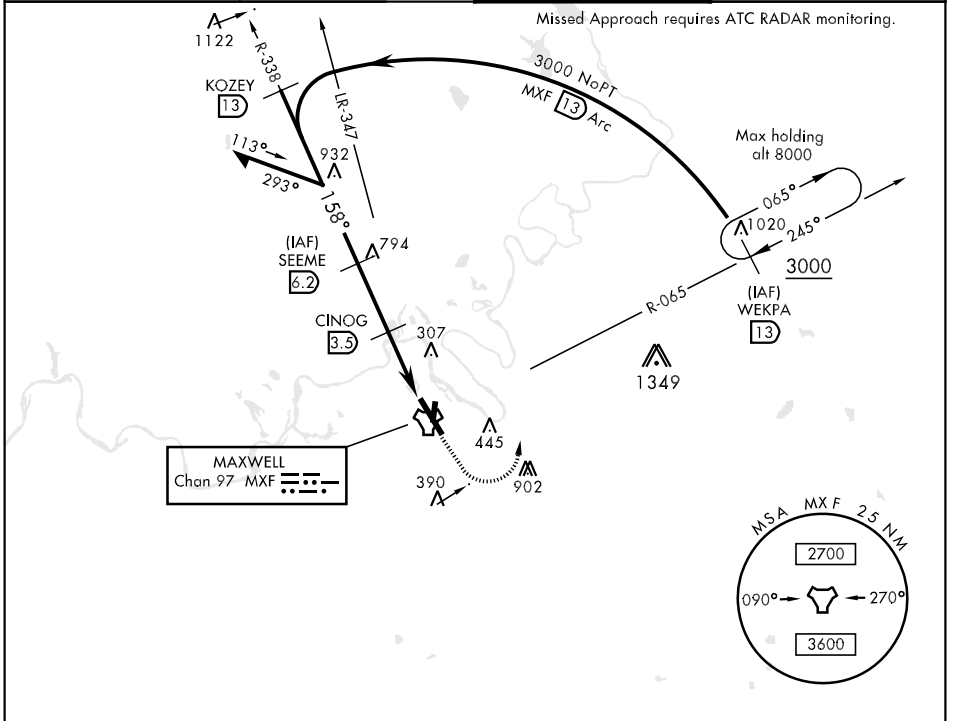 Missed Approach requires ATC RADAR monitoring.
1122
R-338
KOZEY
13
LR-347
3000 NoPT
MXF 13 Arc
Max holding
alt 8000
113°
293°
932
158°
065°
1020
245°
3000
(IAF)
SEEME
6.2
794
R-065
(IAF)
WEKPA
13
CINOG
3.5
307
1349
445
MAXWELL
Chan 97 MXF
390
902
MSA MXF 25 NM
2700
090°
270°
3600